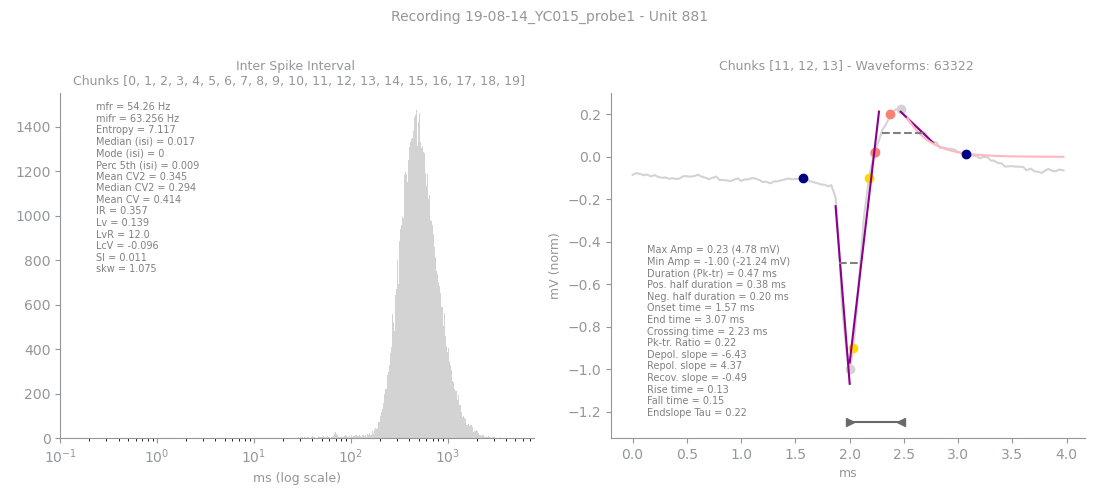 Recording 19-08-14_YC015_probe1 - Unit 881
Inter Spike Interval
Chunks [0, 1, 2, 3, 4, 5, 6, 7, 8, 9, 10, 11, 12, 13, 14, 15, 16, 17, 18, 19]
mfr = 54.26 Hz
mifr = 63.256 Hz
Entropy = 7.117
Median (isi) = 0.017
Mode (isi) = 0
Perc 5th (isi) = 0.009
Mean CV2 = 0.345
Median CV2 = 0.294
Mean CV = 0.414
IR = 0.357
Lv = 0.139
LvR = 12.0
LcV = -0.096
SI = 0.011
skw = 1.075
1400
1200
1000
800
600
400
200
0
10⁻¹ 10⁰ 10¹ 10² 10³
ms (log scale)
Chunks [11, 12, 13] - Waveforms: 63322
mV (norm)
0.2
0.0
−0.2
−0.4
−0.6
−0.8
−1.0
−1.2
Max Amp = 0.23 (4.78 mV)
Min Amp = -1.00 (-21.24 mV)
Duration (Pk-tr) = 0.47 ms
Pos. half duration = 0.38 ms
Neg. half duration = 0.20 ms
Onset time = 1.57 ms
End time = 3.07 ms
Crossing time = 2.23 ms
Pk-tr. Ratio = 0.22
Depol. slope = -6.43
Repol. slope = 4.37
Recov. slope = -0.49
Rise time = 0.13
Fall time = 0.15
Endslope Tau = 0.22
0.0 0.5 1.0 1.5 2.0 2.5 3.0 3.5 4.0
ms